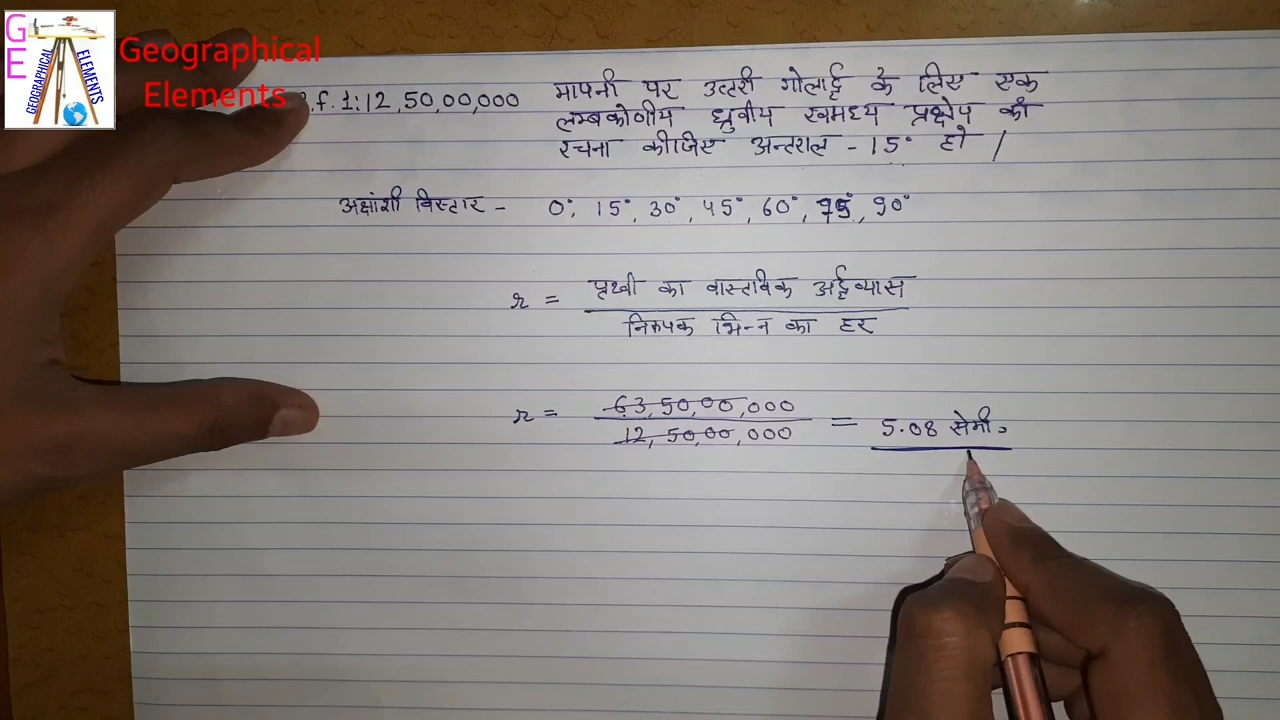 GE
GEOGRAPHICAL
ELEMENTS
Geographical
Elements
.f. 1:12,50,00,000 मापनी पर उत्तरी गोलार्द्ध के लिए एक
लम्बकोणीय ध्रुवीय खमध्य प्रक्षेप की
रचना कीजिए अन्तराल - 15° हो |
अक्षांशी विस्तार - 0°, 15°, 30°, 45°, 60°, 75°, 90°
r = पृथ्वी का वास्तविक अर्द्धव्यास
निरुपक भिन्न का हर
r = 63,50,00,000
12,50,00,000
= 5.08 सेमी.